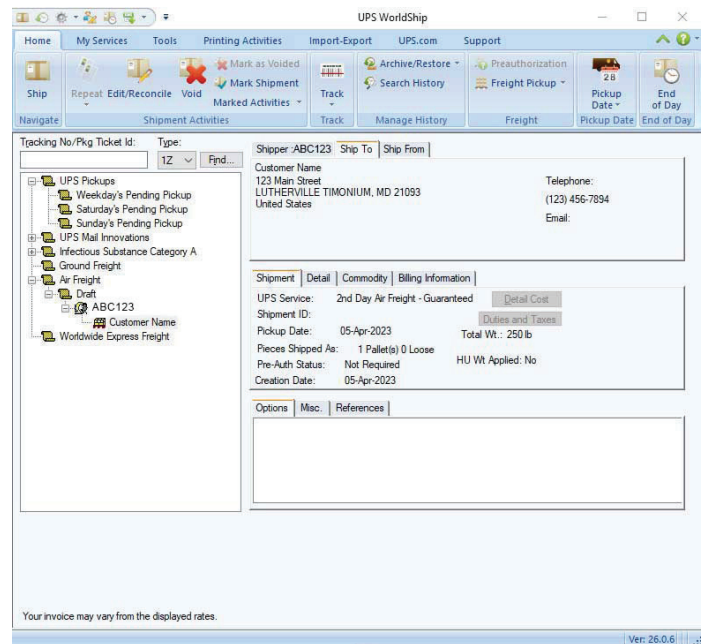 UPS WorldShip
Home My Services Tools Printing Activities Import-Export UPS.com Support
Ship
Repeat Edit/Reconcile Void
Mark as Voided
Mark Shipment
Marked Activities
Track
Archive/Restore
Search History
Preauthorization
Freight Pickup
28
Pickup Date
End of Day
Navigate Shipment Activities Track Manage History Freight Pickup Date End of Day
Tracking No/Pkg Ticket Id: Type:
1Z Find...
UPS Pickups
Weekday's Pending Pickup
Saturday's Pending Pickup
Sunday's Pending Pickup
UPS Mail Innovations
Infectious Substance Category A
Ground Freight
Air Freight
Draft
ABC123
Customer Name
Worldwide Express Freight
Shipper :ABC123 Ship To Ship From
Customer Name
123 Main Street
LUTHERVILLE TIMONIUM, MD 21093
United States
Telephone:
(123) 456-7894
Email:
Shipment Detail Commodity Billing Information
UPS Service: 2nd Day Air Freight - Guaranteed Detail Cost
Shipment ID: Duties and Taxes
Pickup Date: 05-Apr-2023 Total Wt.: 250 lb
Pieces Shipped As: 1 Pallet(s) 0 Loose
Pre-Auth Status: Not Required HU Wt Applied: No
Creation Date: 05-Apr-2023
Options Misc. References
Your invoice may vary from the displayed rates.
Ver: 26.0.6